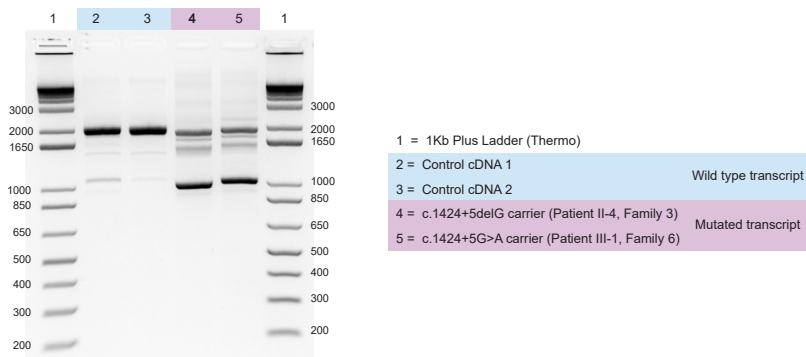 1 2 3 4 5 1
3000
2000
1650
1000
850
650
500
400
300
200
3000
2000
1650
1000
850
650
500
400
300
200
1 = 1Kb Plus Ladder (Thermo)
2 = Control cDNA 1
Wild type transcript
3 = Control cDNA 2
4 = c.1424+5delG carrier (Patient II-4, Family 3)
Mutated transcript
5 = c.1424+5G>A carrier (Patient III-1, Family 6)